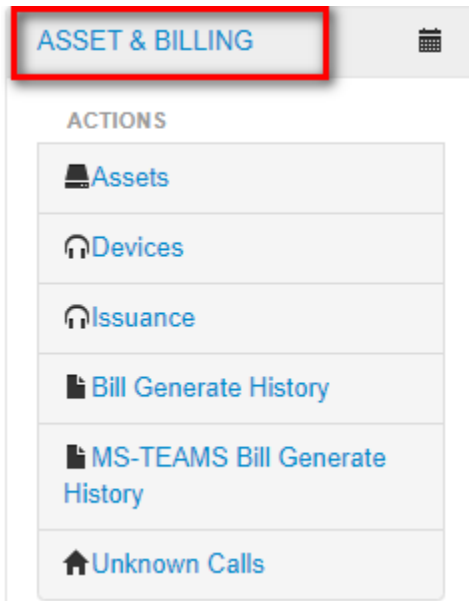 ASSET & BILLING
ACTIONS
Assets
Devices
Issuance
Bill Generate History
MS-TEAMS Bill Generate
History
Unknown Calls